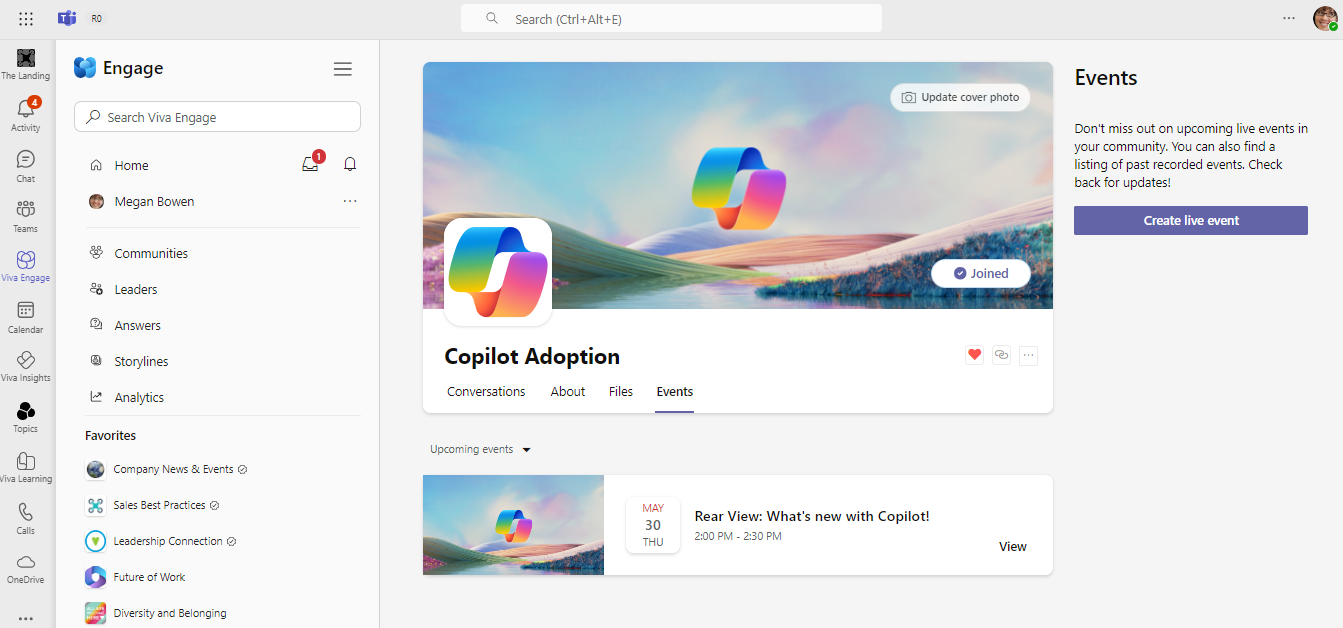 R0
Search (Ctrl+Alt+E)
The Landing
4
Activity
Chat
Teams
Viva Engage
Calendar
Viva Insights
Topics
Viva Learning
Calls
OneDrive
Engage
Search Viva Engage
Home
1
Megan Bowen
Communities
Leaders
Answers
Storylines
Analytics
Favorites
Company News & Events
Sales Best Practices
Leadership Connection
Future of Work
Diversity and Belonging
Update cover photo
Joined
Copilot Adoption
Conversations About Files Events
Upcoming events
MAY
30
THU
Rear View: What's new with Copilot!
2:00 PM - 2:30 PM
View
Events
Don't miss out on upcoming live events in
your community. You can also find a
listing of past recorded events. Check
back for updates!
Create live event